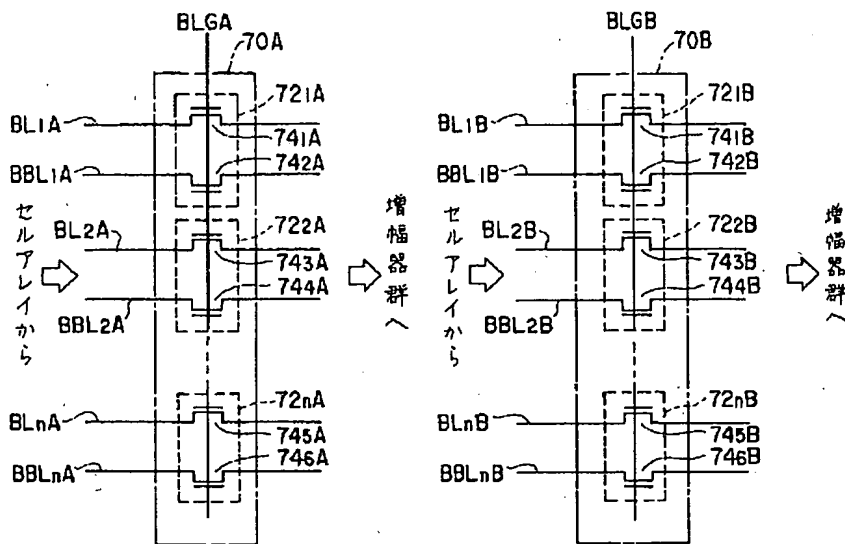 BLGA
70A
721A
BL1A
741A
742A
BBL1A
セルアレイから
BL2A
722A
743A
744A
BBL2A
増幅器群へ
72nA
BLnA
745A
BBLnA
746A
BLGB
70B
721B
BL1B
741B
742B
BBL1B
セルアレイから
BL2B
722B
743B
744B
BBL2B
増幅器群へ
72nB
BLnB
745B
BBLnB
746B